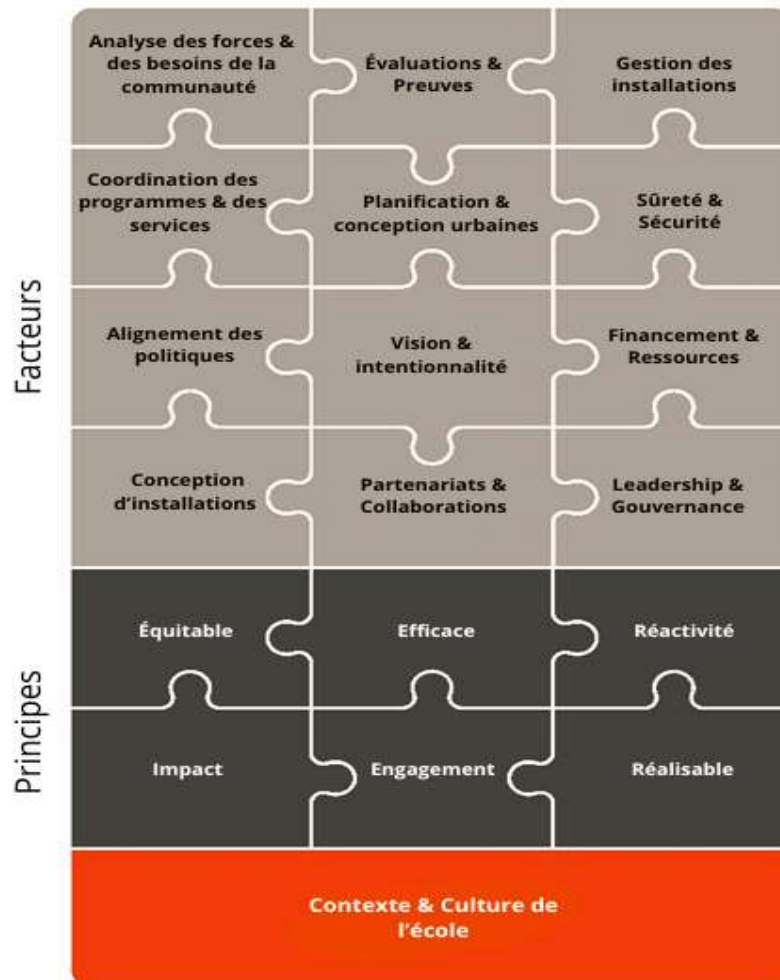 Analyse des forces &
des besoins de la
communauté
Évaluations &
Preuves
Gestion des
installations
Coordination des
programmes & des
services
Planification &
conception urbaines
Sûreté &
Sécurité
Facteurs
Alignement des
politiques
Vision &
intentionnalité
Financement &
Ressources
Conception
d’installations
Partenariats &
Collaborations
Leadership &
Gouvernance
Principes
Équitable
Efficace
Réactivité
Impact
Engagement
Réalisable
Contexte & Culture de
l’école